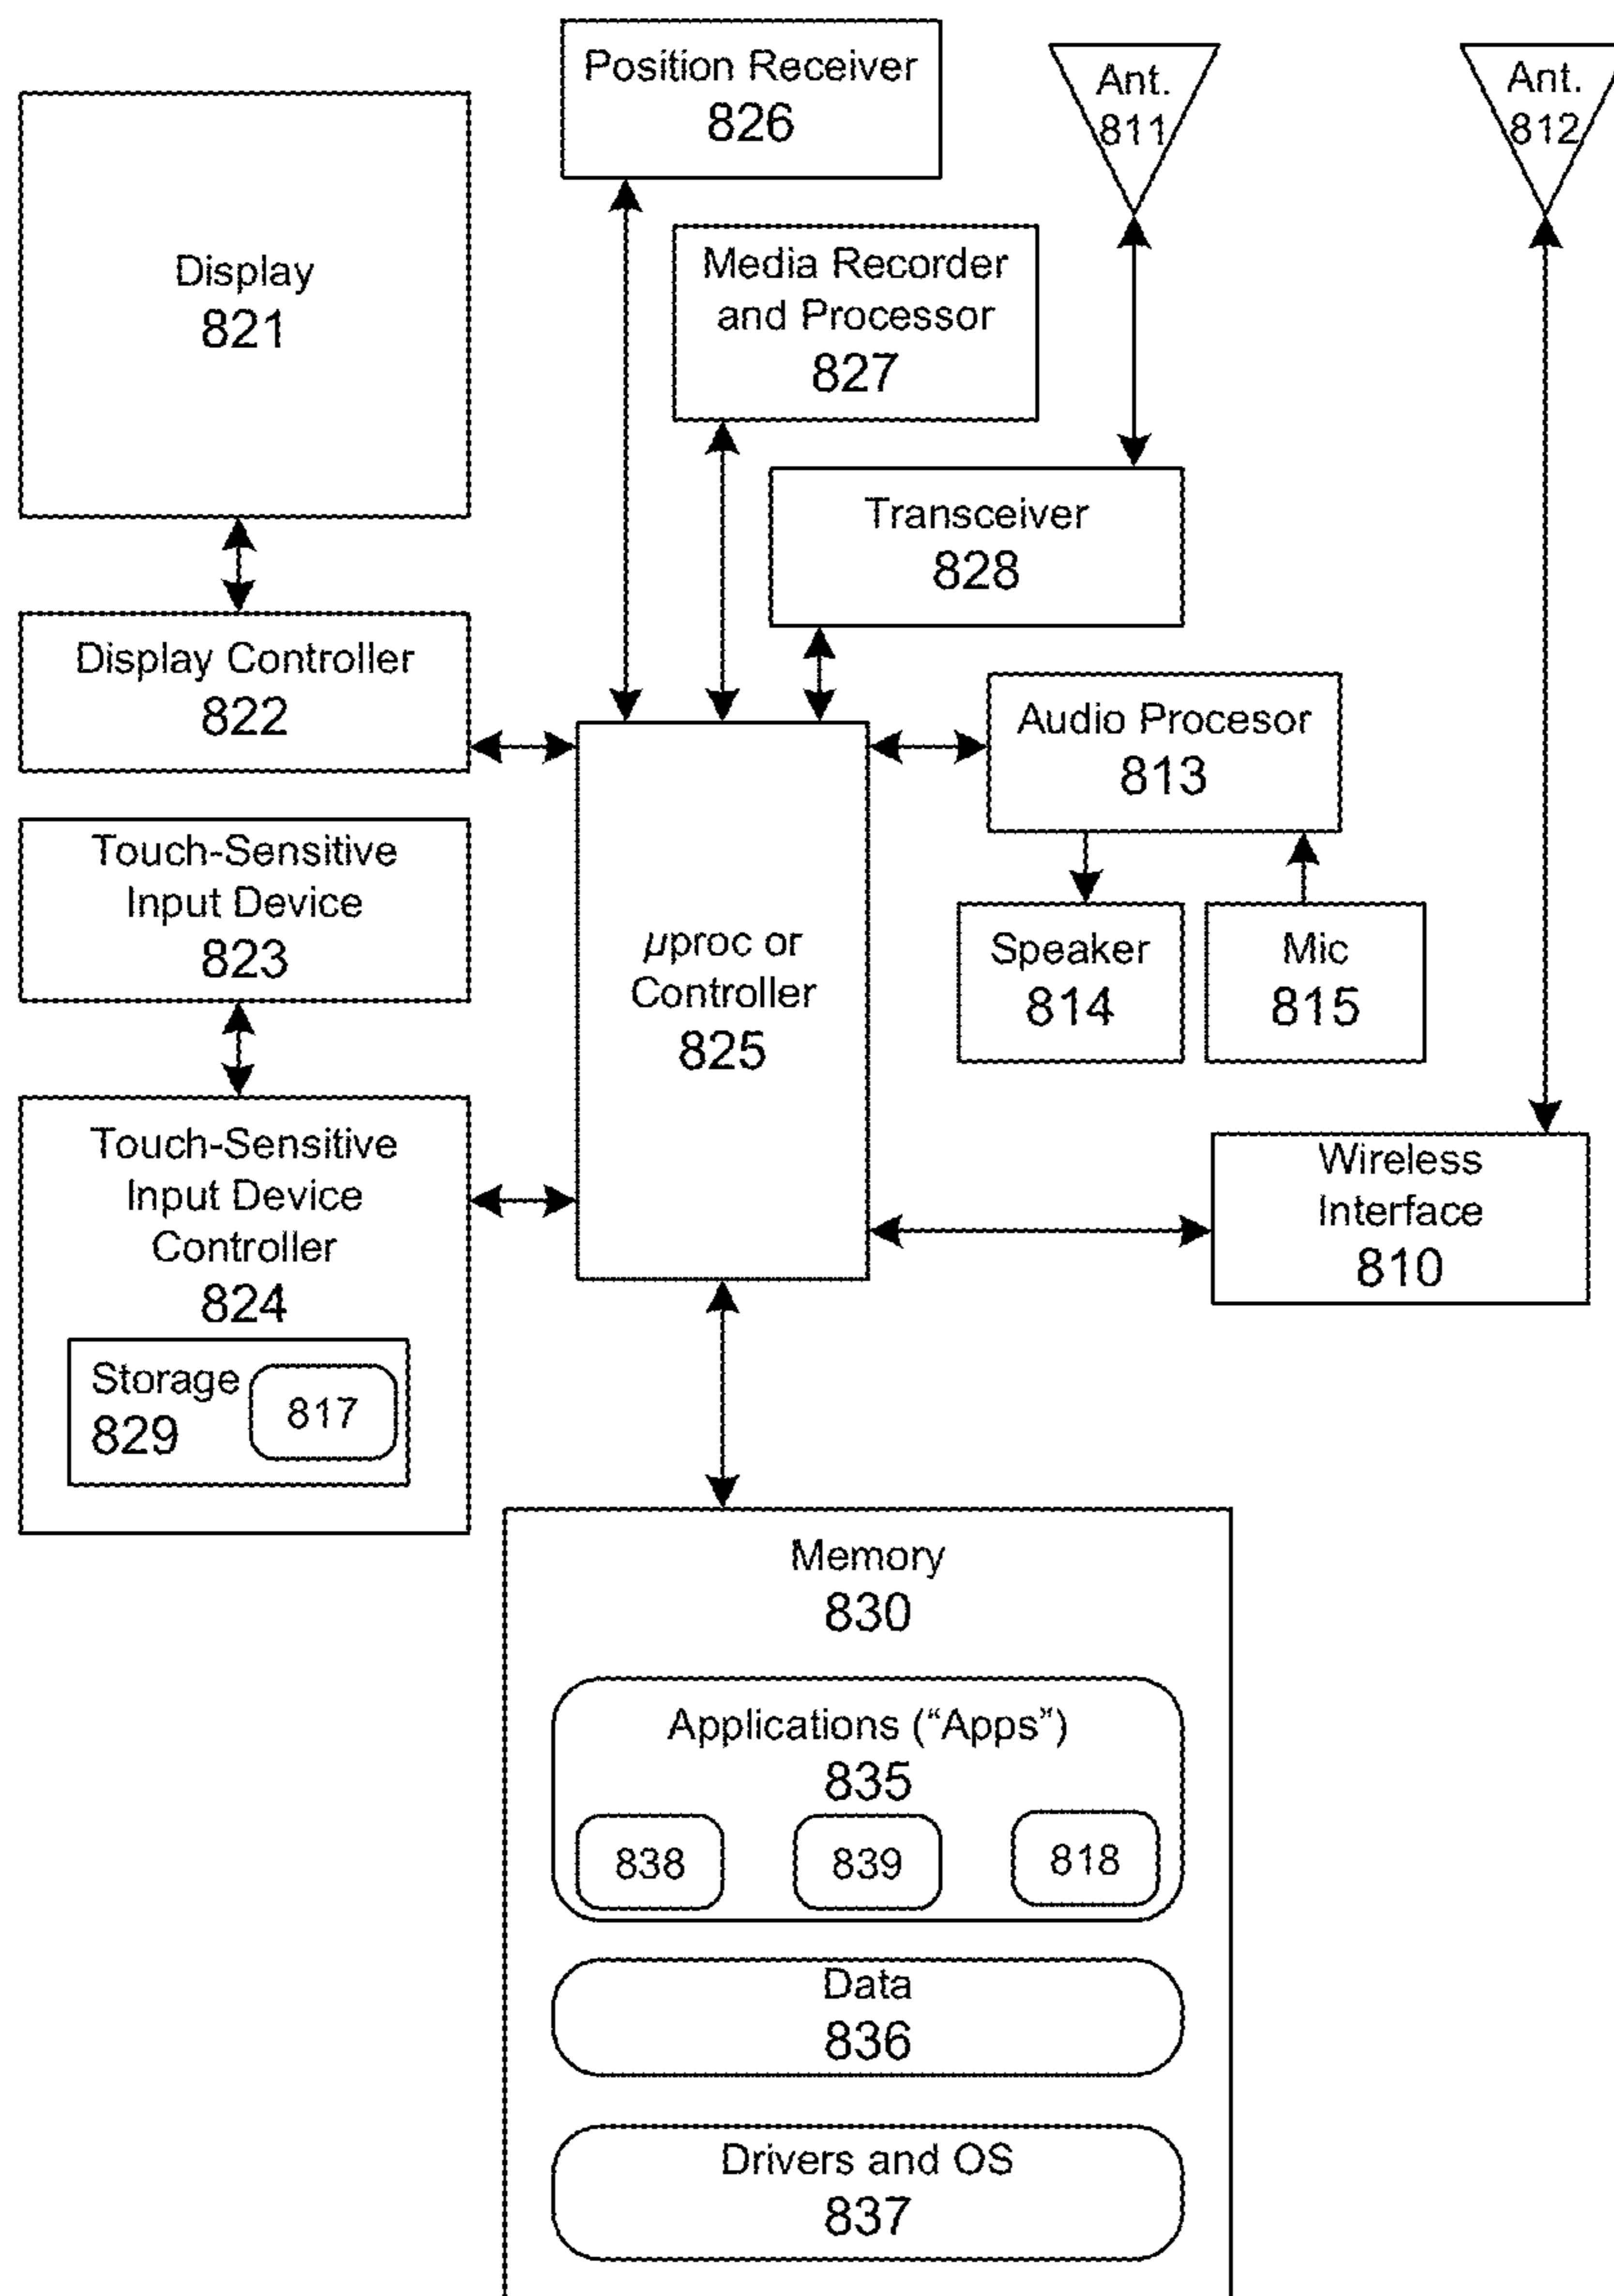 Position Receiver
826
Ant.
811
Ant.
812
Display
821
Media Recorder
and Processor
827
Transceiver
828
Display Controller
822
Audio Procesor
813
Touch-Sensitive
Input Device
823
µproc or
Controller
825
Speaker
814
Mic
815
Touch-Sensitive
Input Device
Controller
824
Wireless
Interface
810
Storage
829
817
Memory
830
Applications (“Apps”)
835
838
839
818
Data
836
Drivers and OS
837